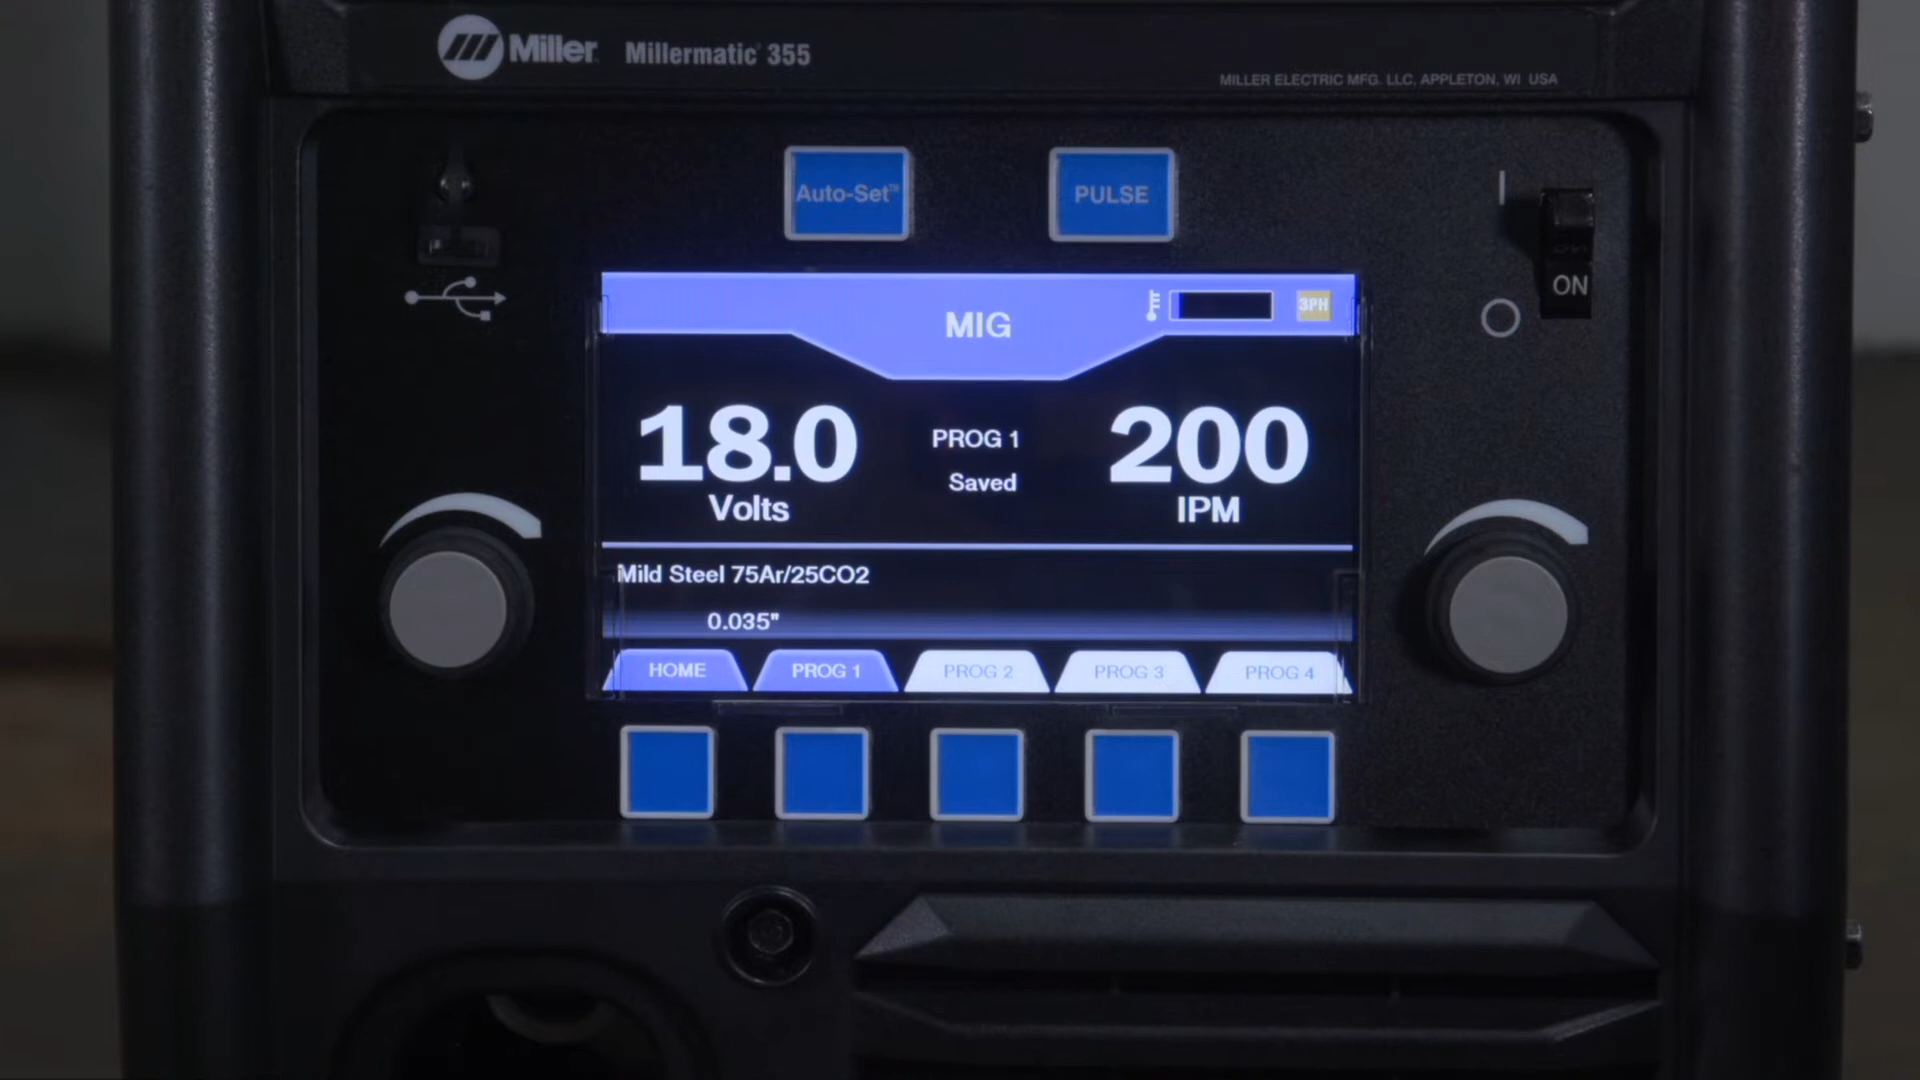 Miller Millermatic® 355
MILLER ELECTRIC MFG. LLC, APPLETON, WI USA
Auto-Set™
PULSE
ON
MIG
3PH
18.0
Volts
PROG 1
Saved
200
IPM
Mild Steel 75Ar/25CO2
0.035"
HOME
PROG 1
PROG 2
PROG 3
PROG 4